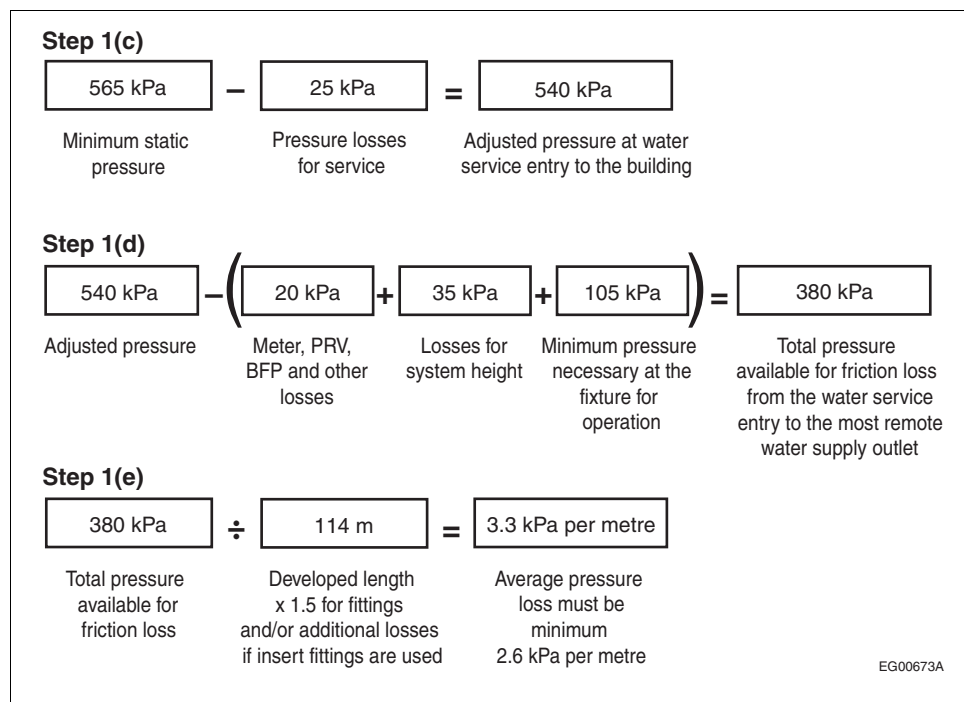 Step 1(c)
565 kPa – 25 kPa = 540 kPa
Minimum static
pressure
Pressure losses
for service
Adjusted pressure at water
service entry to the building
Step 1(d)
540 kPa –( 20 kPa + 35 kPa + 105 kPa ) = 380 kPa
Adjusted pressure
Meter, PRV,
BFP and other
losses
Losses for
system height
Minimum pressure
necessary at the
fixture for
operation
Total pressure
available for friction loss
from the water service
entry to the most remote
water supply outlet
Step 1(e)
380 kPa ÷ 114 m = 3.3 kPa per metre
Total pressure
available for
friction loss
Developed length
x 1.5 for fittings
and/or additional losses
if insert fittings are used
Average pressure
loss must be
minimum
2.6 kPa per metre
EG00673A